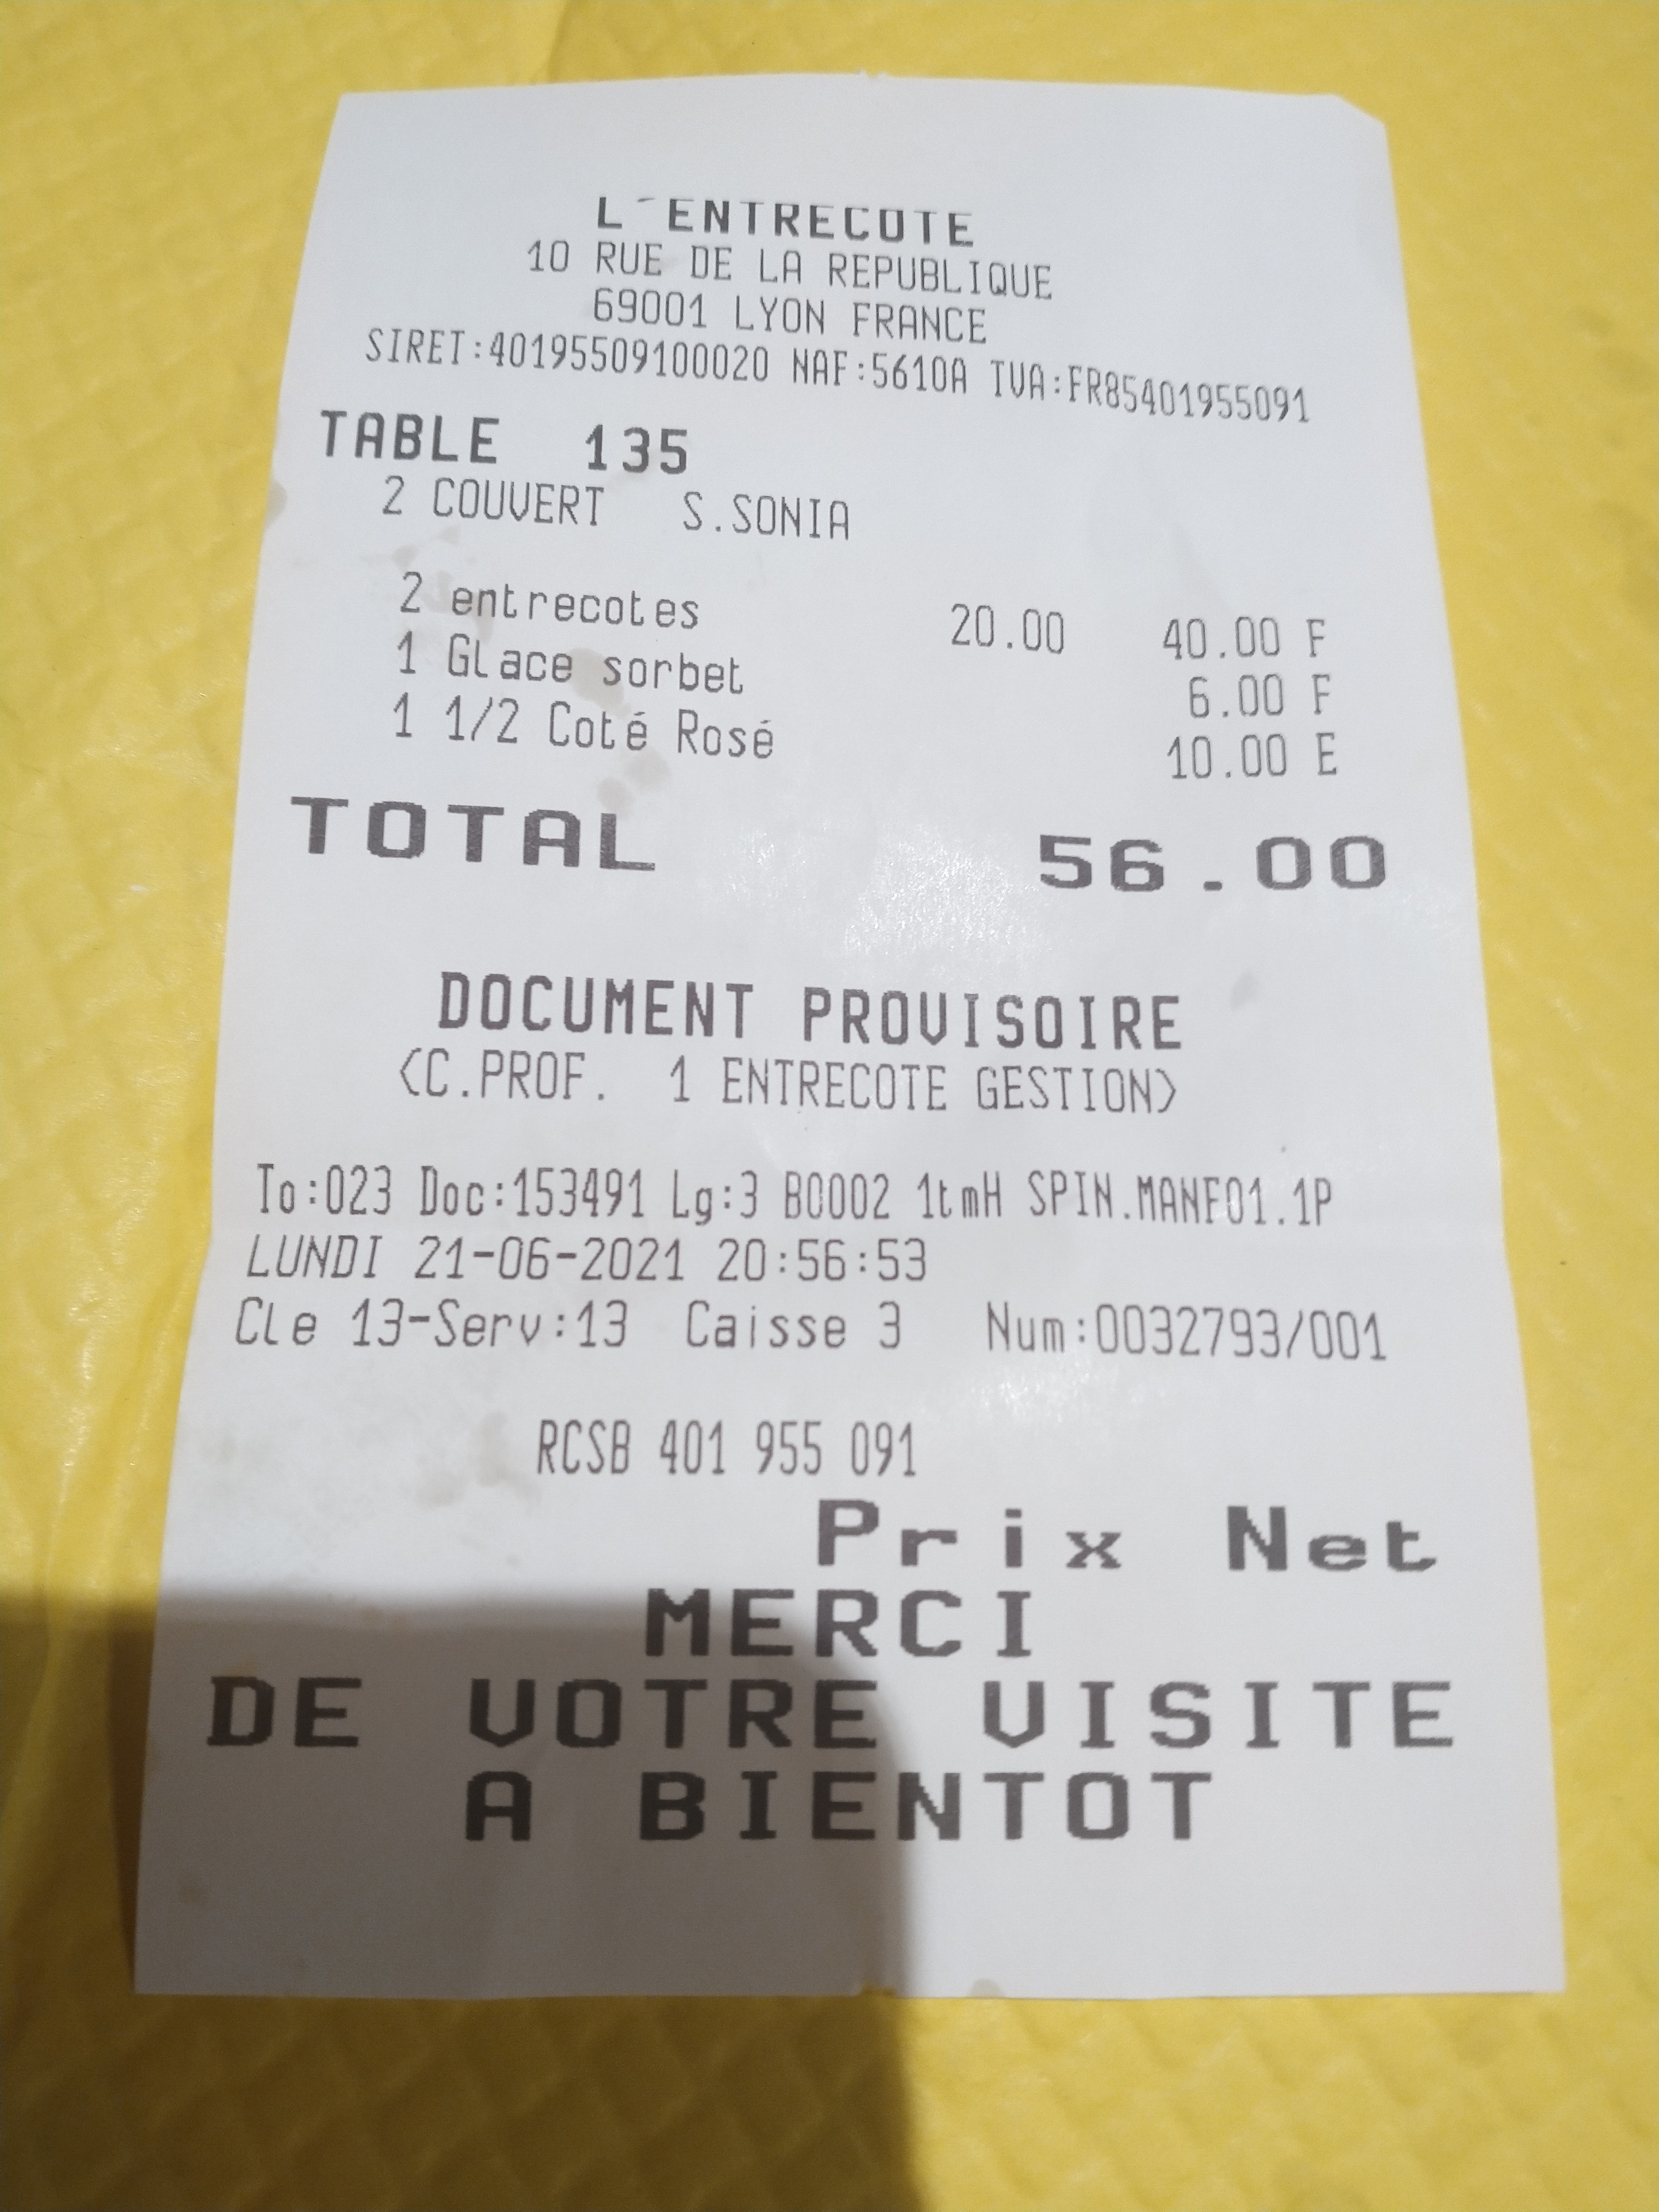 L´ENTRECOTE
10 RUE DE LA REPUBLIQUE
69001 LYON FRANCE
SIRET:40195509100020 NAF:5610A TVA:FR85401955091
TABLE 135
2 COUVERT S.SONIA
2 entrecotes 20.00 40.00 F
1 Glace sorbet 6.00 F
1 1/2 Coté Rosé 10.00 E
TOTAL 56.00
DOCUMENT PROVISOIRE
<C.PROF. 1 ENTRECOTE GESTION>
To:023 Doc:153491 Lg:3 B0002 1tmH SPIN.MANF01.1P
LUNDI 21-06-2021 20:56:53
Cle 13-Serv:13 Caisse 3 Num:0032793/001
RCSB 401 955 091
Prix Net
MERCI
DE VOTRE VISITE
A BIENTOT